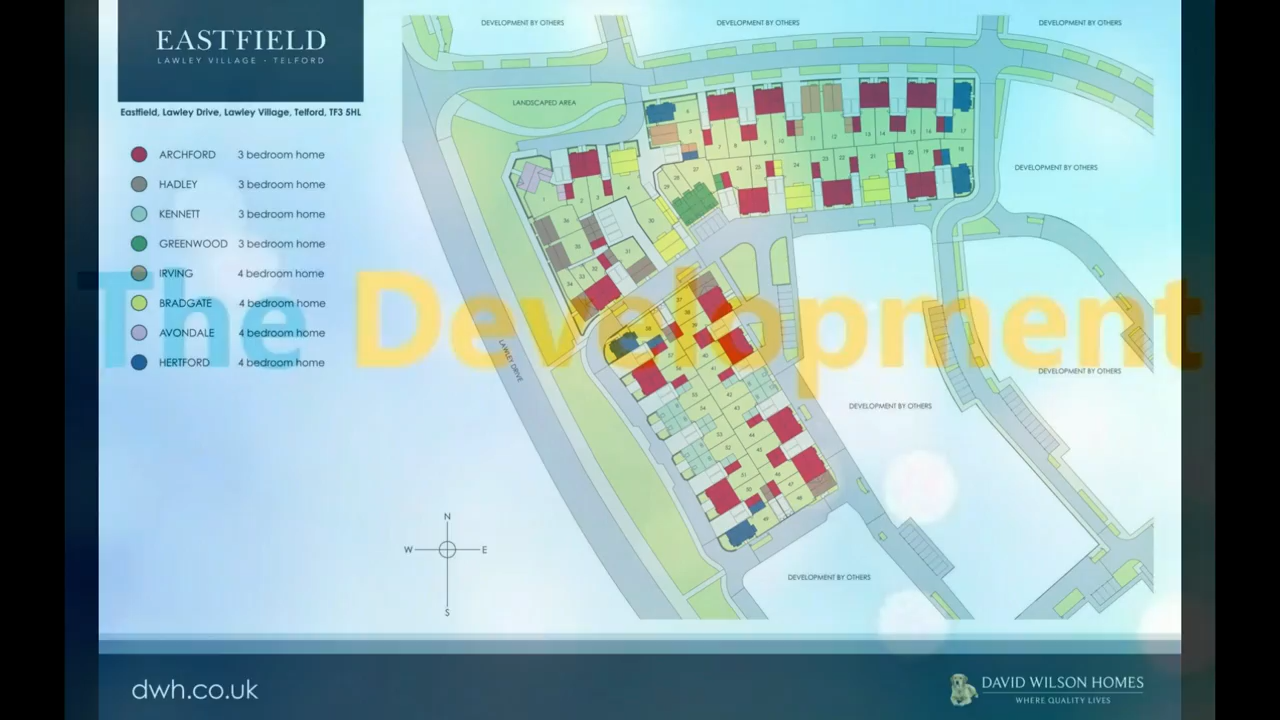 EASTFIELD
LAWLEY VILLAGE - TELFORD
Eastfield, Lawley Drive, Lawley Village, Telford, TF3 5HL
ARCHFORD 3 bedroom home
HADLEY 3 bedroom home
KENNETT 3 bedroom home
GREENWOOD 3 bedroom home
IRVING 4 bedroom home
BRADGATE 4 bedroom home
AVONDALE 4 bedroom home
HERTFORD 4 bedroom home
DEVELOPMENT BY OTHERS
DEVELOPMENT BY OTHERS
DEVELOPMENT BY OTHERS
LANDSCAPED AREA
DEVELOPMENT BY OTHERS
The Development
LAWLEY DRIVE
DEVELOPMENT BY OTHERS
DEVELOPMENT BY OTHERS
DEVELOPMENT BY OTHERS
N
W E
S
dwh.co.uk
DAVID WILSON HOMES
WHERE QUALITY LIVES